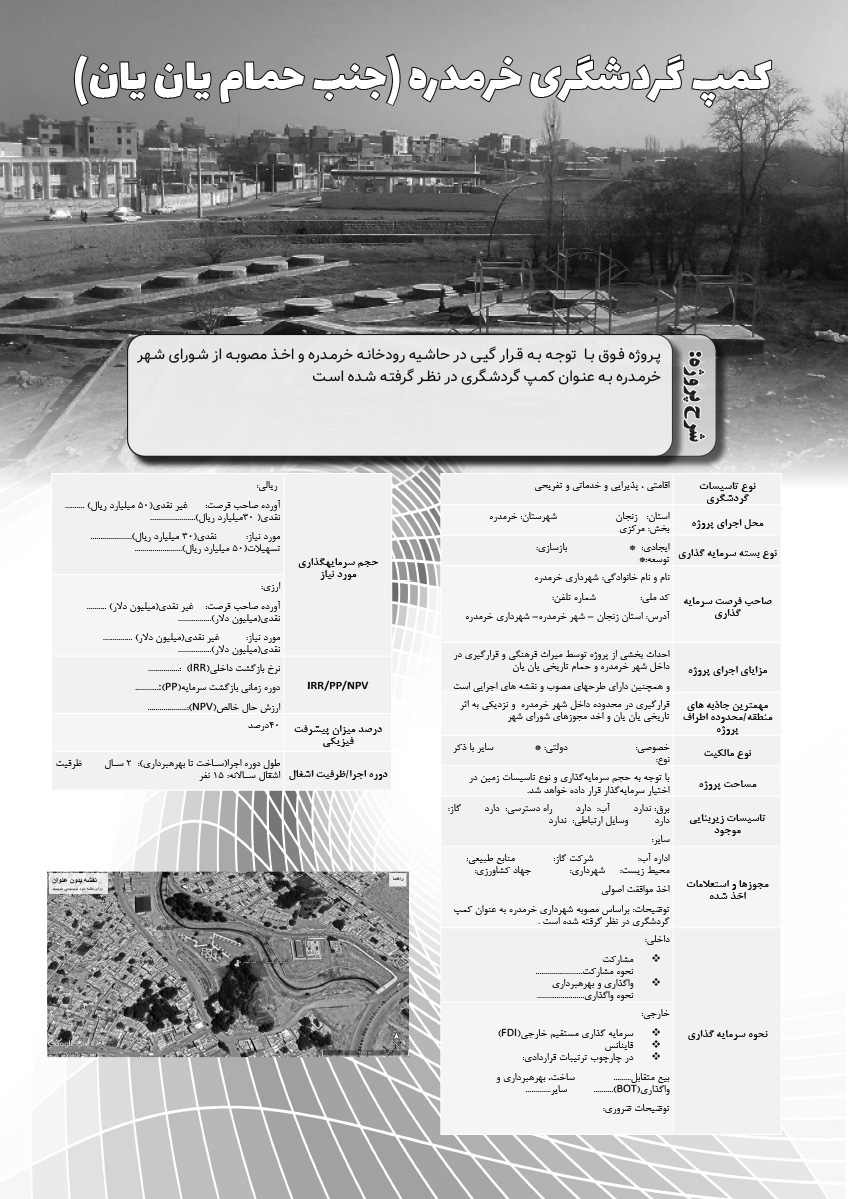 کمپ گردشگری خرمدره (جنب حمام یان یان)
شرح پروژه:
پروژه فوق با توجه به قرار گیی در حاشیه رودخانه خرمدره و اخذ مصوبه از شورای شهر
خرمدره به عنوان کمپ گردشگری در نظر گرفته شده است
نوع تاسیسات
گردشگری
اقامتی ، پذیرایی و خدماتی و تفریحی
محل اجرای پروژه
استان: زنجان شهرستان: خرمدره
بخش: مرکزی
نوع بسته سرمایه گذاری
ایجادی: * بازسازی:
توسعه:*
صاحب فرصت سرمایه
گذاری
نام و نام خانوادگی: شهرداری خرمدره
کد ملی: شماره تلفن:
آدرس: استان زنجان – شهر خرمدره– شهرداری خرمدره
مزایای اجرای پروژه
احداث بخشی از پروژه توسط میراث فرهنگی و قرارگیری در
داخل شهر خرمدره و حمام تاریخی یان یان
و همچنین دارای طرحهای مصوب و نقشه های اجرایی است
مهمترین جاذبه های
منطقه/محدوده اطراف
پروژه
قرارگیری در محدوده داخل شهر خرمدره و نزدیکی به اثر
تاریخی یان یان و اخذ مجوزهای شورای شهر
نوع مالکیت
خصوصی: دولتی: * سایر با ذکر
نوع:
مساحت پروژه
با توجه به حجم سرمایه‌گذاری و نوع تاسیسات زمین در
اختیار سرمایه‌گذار قرار داده خواهد شد.
تاسیسات زیربنایی
موجود
برق: ندارد آب: دارد راه دسترسی: دارد گاز:
دارد وسایل ارتباطی: ندارد
سایر:
مجوزها و استعلامات
اخذ شده
اداره آب: شرکت گاز: منابع طبیعی:
محیط زیست: شهرداری: جهاد کشاورزی:
اخذ موافقت اصولی
توضیحات: براساس مصوبه شهرداری خرمدره به عنوان کمپ
گردشگری در نظر گرفته شده است .
نحوه سرمایه گذاری
داخلی:
❖ مشارکت
نحوه مشارکت.......................
❖ واگذاری و بهرهبرداری
نحوه واگذاری.......................
خارجی:
❖ سرمایه گذاری مستقیم خارجی(FDI)
❖ فاینانس
❖ در چارچوب ترتیبات قراردادی:
بیع متقابل......... ساخت، بهرهبرداری و
واگذاری(BOT).......... سایر.............
توضیحات ضروری:
حجم سرمایهگذاری
مورد نیاز
ریالی:
آورده صاحب فرصت: غیر نقدی(۵۰ میلیارد ریال) ..........
نقدی( ۳۰میلیارد ریال)......................
مورد نیاز: نقدی(۳۰ میلیارد ریال)....................
تسهیلات(۵۰ میلیارد ریال).......................
ارزی:
آورده صاحب فرصت: غیر نقدی(میلیون دلار) ..........
نقدی(میلیون دلار)................
مورد نیاز: غیر نقدی(میلیون دلار) ..............
نقدی(میلیون دلار)................
IRR/PP/NPV
نرخ بازگشت داخلی(IRR) :................
دوره زمانی بازگشت سرمایه(PP):............
ارزش حال خالص(NPV):...................
درصد میزان پیشرفت
فیزیکی
۴۰درصد
دوره اجرا/ظرفیت اشغال
طول دوره اجرا(ساخت تا بهرهبرداری): ۲ سال ظرفیت
اشغال سالانه: ۱۵ نفر
نقشه بدون عنوان
راهنما